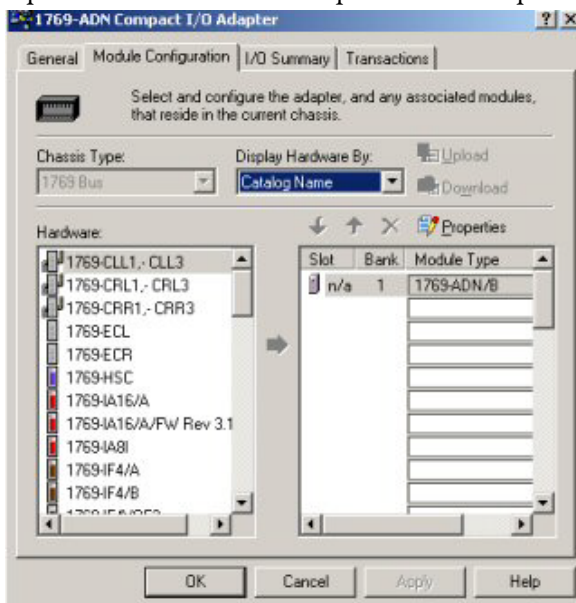 1769-ADN Compact I/O Adapter
General Module Configuration I/O Summary Transactions
Select and configure the adapter, and any associated modules,
that reside in the current chassis.
Chassis Type: Display Hardware By: Upload
1769 Bus Catalog Name Download
Hardware: Properties
Slot Bank Module Type
n/a 1 1769-ADN/B
1769-CLL1,- CLL3
1769-CRL1,- CRL3
1769-CRR1,- CRR3
1769-ECL
1769-ECR
1769-HSC
1769-IA16/A
1769-IA16/A/FW Rev 3.1
1769-IA8I
1769-IF4/A
1769-IF4/B
OK Cancel Apply Help